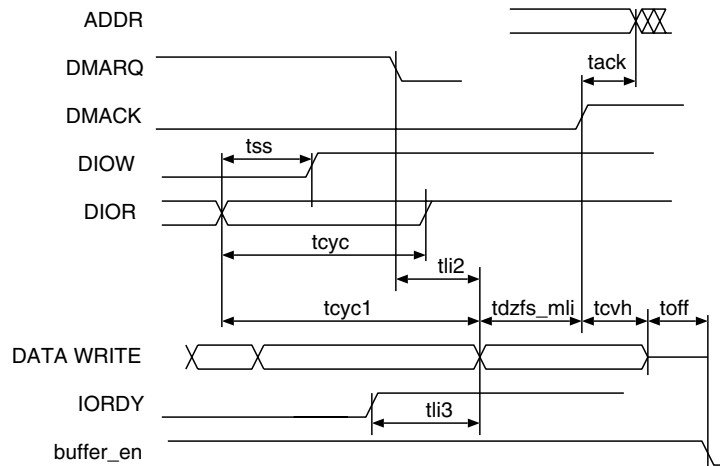 ADDR
DMARQ
tack
DMACK
DIOW
tss
DIOR
tcyc
tli2
tcyc1
tdzfs_mli
tcvh
toff
DATA WRITE
IORDY
tli3
buffer_en